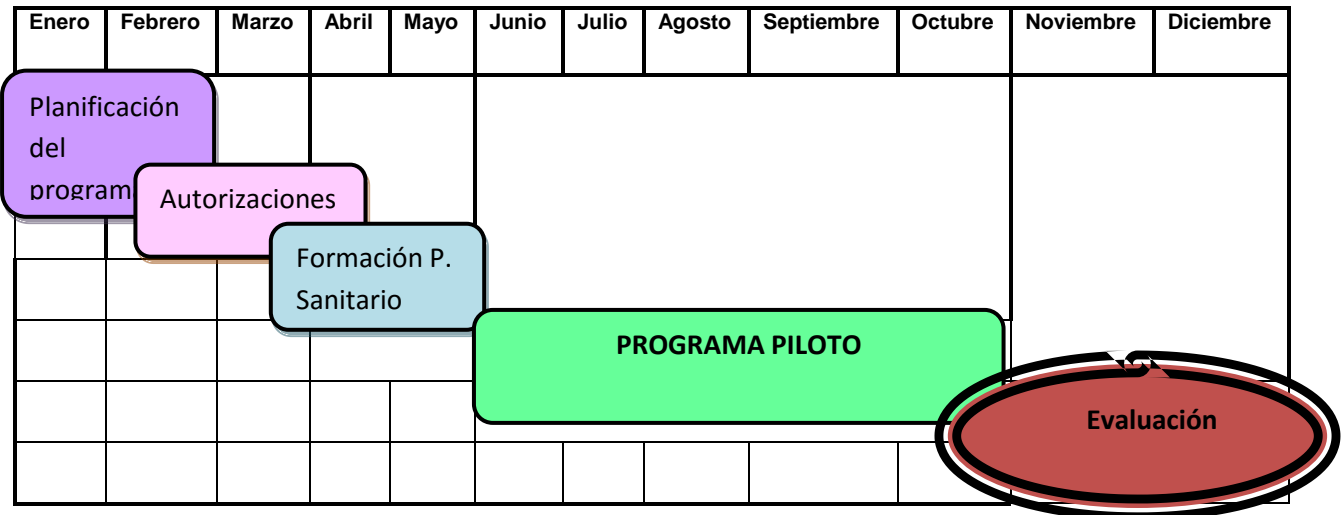 Enero Febrero Marzo Abril Mayo Junio Julio Agosto Septiembre Octubre Noviembre Diciembre
Planificación
del
program
Autorizaciones
Formación P.
Sanitario
PROGRAMA PILOTO
Evaluación